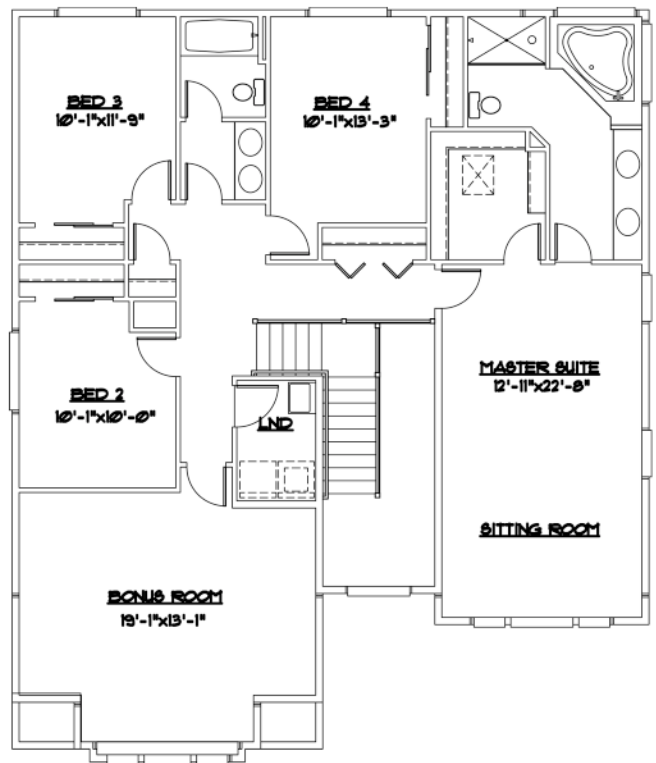 BED 3
10'-1"x11'-9"
BED 4
10'-1"x13'-3"
MASTER SUITE
12'-11"x22'-8"
BED 2
10'-1"x10'-0"
LND
SITTING ROOM
BONUS ROOM
19'-1"x13'-1"